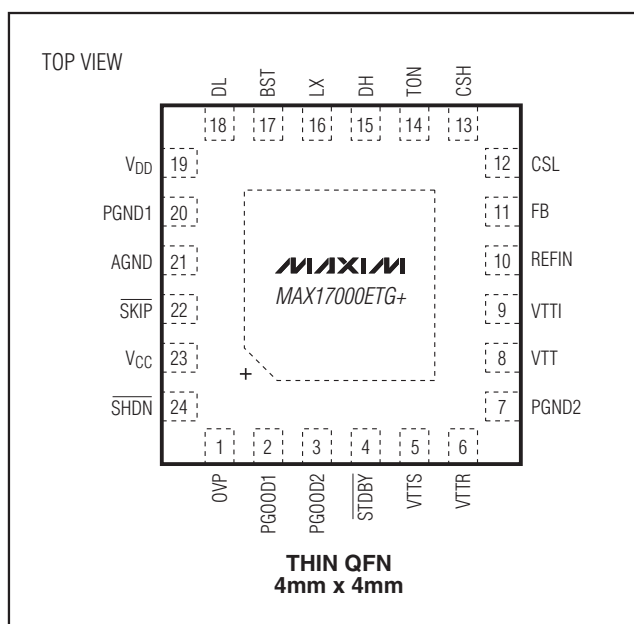 TOP VIEW
DL BST LX DH TON CSH
18 17 16 15 14 13
VDD 19
PGND1 20
AGND 21
SKIP 22
VCC 23
SHDN 24
12 CSL
11 FB
10 REFIN
9 VTTI
8 VTT
7 PGND2
MAXIM
MAX17000ETG+
+
1 2 3 4 5 6
OVP PGOOD1 PGOOD2 STDBY VTTS VTTR
THIN QFN
4mm x 4mm